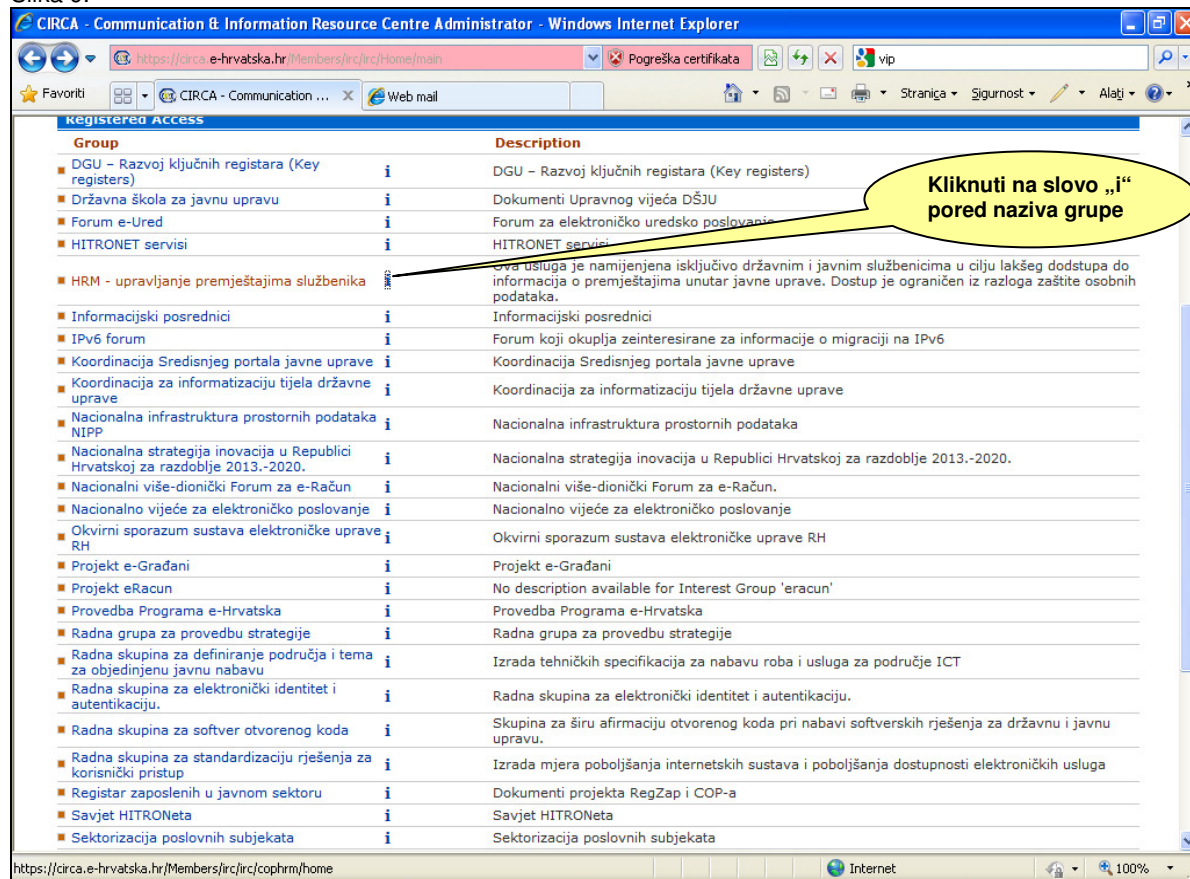 CIRCA - Communication & Information Resource Centre Administrator - Windows Internet Explorer
https://circa.e-hrvatska.hr/Members/irc/irc/Home/main
Pogreška certifikata
vip
Favoriti
CIRCA - Communication ...
Web mail
Stranica
Sigurnost
Alati
Registered Access
Group
Description
DGU – Razvoj ključnih registara (Key
registers)
i
DGU – Razvoj ključnih registara (Key registers)
Kliknuti na slovo „i“
pored naziva grupe
Državna škola za javnu upravu
i
Dokumenti Upravnog vijeća DŠJU
Forum e-Ured
i
Forum za elektroničko uredsko poslovanje
HITRONET servisi
i
HITRONET servisi
HRM - upravljanje premještajima službenika
i
Ova usluga je namijenjena isključivo državnim i javnim službenicima u cilju lakšeg dodstupa do
informacija o premještajima unutar javne uprave. Dostup je ograničen iz razloga zaštite osobnih
podataka.
Informacijski posrednici
i
Informacijski posrednici
IPv6 forum
i
Forum koji okuplja zeinteresirane za informacije o migraciji na IPv6
Koordinacija Sredisnjeg portala javne uprave
i
Koordinacija Sredisnjeg portala javne uprave
Koordinacija za informatizaciju tijela državne
uprave
i
Koordinacija za informatizaciju tijela državne uprave
Nacionalna infrastruktura prostornih podataka
NIPP
i
Nacionalna infrastruktura prostornih podataka
Nacionalna strategija inovacija u Republici
Hrvatskoj za razdoblje 2013.-2020.
i
Nacionalna strategija inovacija u Republici Hrvatskoj za razdoblje 2013.-2020.
Nacionalni više-dionički Forum za e-Račun
i
Nacionalni više-dionički Forum za e-Račun.
Nacionalno vijeće za elektroničko poslovanje
i
Nacionalno vijeće za elektroničko poslovanje
Okvirni sporazum sustava elektroničke uprave
RH
i
Okvirni sporazum sustava elektroničke uprave RH
Projekt e-Građani
i
Projekt e-Građani
Projekt eRacun
i
No description available for Interest Group 'eracun'
Provedba Programa e-Hrvatska
i
Provedba Programa e-Hrvatska
Radna grupa za provedbu strategije
i
Radna grupa za provedbu strategije
Radna skupina za definiranje područja i tema
za objedinjenu javnu nabavu
i
Izrada tehničkih specifikacija za nabavu roba i usluga za područje ICT
Radna skupina za elektronički identitet i
autentikaciju.
i
Radna skupina za elektronički identitet i autentikaciju.
Radna skupina za softver otvorenog koda
i
Skupina za širu afirmaciju otvorenog koda pri nabavi softverskih rješenja za državnu i javnu
upravu.
Radna skupina za standardizaciju rješenja za
korisnički pristup
i
Izrada mjera poboljšanja internetskih sustava i poboljšanja dostupnosti elektroničkih usluga
Registar zaposlenih u javnom sektoru
i
Dokumenti projekta RegZap i COP-a
Savjet HITRONeta
i
Savjet HITRONeta
Sektorizacija poslovnih subjekata
i
Sektorizacija poslovnih subjekata
https://circa.e-hrvatska.hr/Members/irc/irc/cophrm/home
Internet
100%